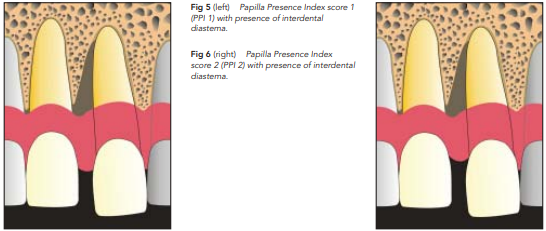 Fig 5 (left) Papilla Presence Index score 1
(PPI 1) with presence of interdental
diastema.
Fig 6 (right) Papilla Presence Index
score 2 (PPI 2) with presence of interdental
diastema.